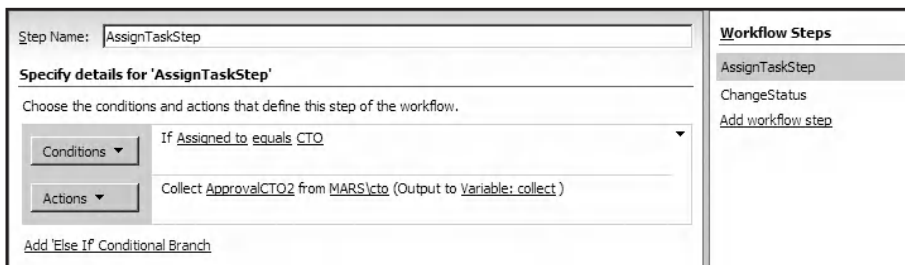 Step Name: AssignTaskStep
Specify details for 'AssignTaskStep'
Choose the conditions and actions that define this step of the workflow.
Conditions
If Assigned to equals CTO
Actions
Collect ApprovalCTO2 from MARS\cto (Output to Variable: collect )
Add 'Else If' Conditional Branch
Workflow Steps
AssignTaskStep
ChangeStatus
Add workflow step